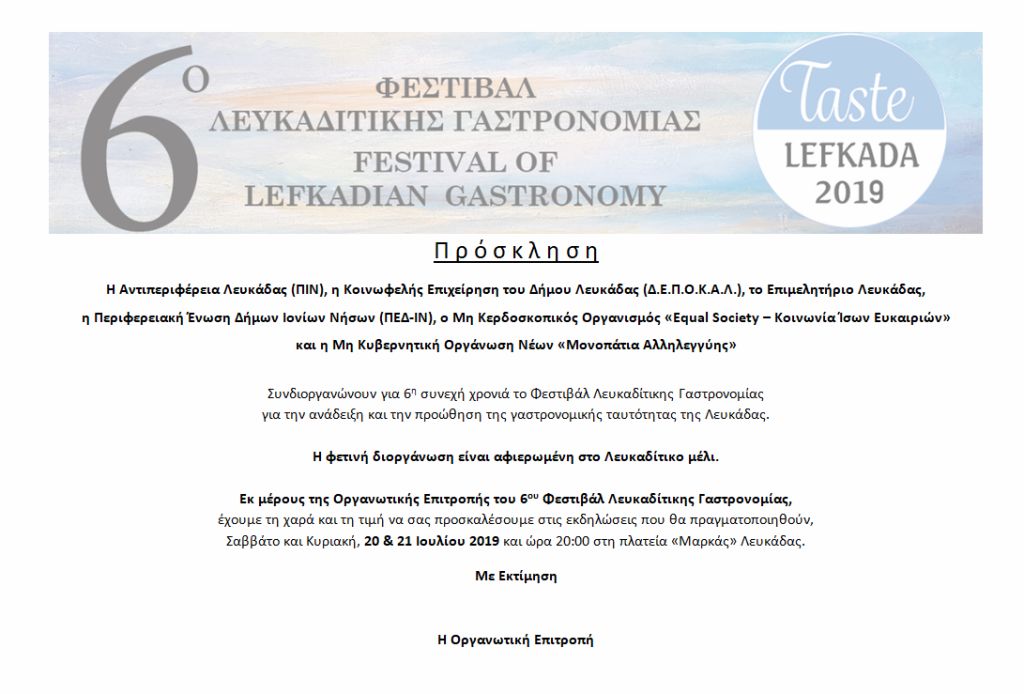 6ο
ΦΕΣΤΙΒΑΛ
ΛΕΥΚΑΔΙΤΙΚΗΣ ΓΑΣΤΡΟΝΟΜΙΑΣ
FESTIVAL OF
LEFKADIAN GASTRONOMY
Taste
LEFKADA
2019
Πρόσκληση
Η Αντιπεριφέρεια Λευκάδας (ΠΙΝ), η Κοινωφελής Επιχείρηση του Δήμου Λευκάδας (Δ.Ε.Π.Ο.Κ.Α.Λ.), το Επιμελητήριο Λευκάδας,
η Περιφερειακή Ένωση Δήμων Ιονίων Νήσων (ΠΕΔ-ΙΝ), ο Μη Κερδοσκοπικός Οργανισμός «Equal Society – Κοινωνία Ίσων Ευκαιριών»
και η Μη Κυβερνητική Οργάνωση Νέων «Μονοπάτια Αλληλεγγύης»
Συνδιοργανώνουν για 6η συνεχή χρονιά το Φεστιβάλ Λευκαδίτικης Γαστρονομίας
για την ανάδειξη και την προώθηση της γαστρονομικής ταυτότητας της Λευκάδας.
Η φετινή διοργάνωση είναι αφιερωμένη στο Λευκαδίτικο μέλι.
Εκ μέρους της Οργανωτικής Επιτροπής του 6ου Φεστιβάλ Λευκαδίτικης Γαστρονομίας,
έχουμε τη χαρά και τη τιμή να σας προσκαλέσουμε στις εκδηλώσεις που θα πραγματοποιηθούν,
Σαββάτο και Κυριακή, 20 & 21 Ιουλίου 2019 και ώρα 20:00 στη πλατεία «Μαρκάς» Λευκάδας.
Με Εκτίμηση
Η Οργανωτική Επιτροπή